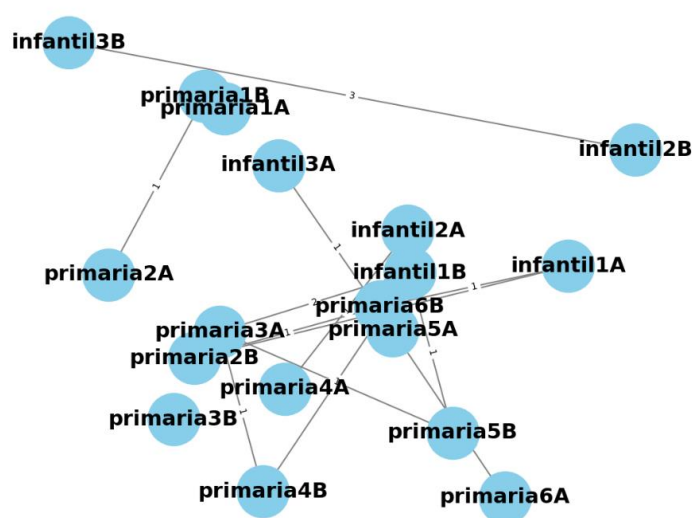 infantil3B
primaria1B
3
primaria1A
infantil2B
infantil3A
1
infantil2A
1
infantil1A
primaria2A
infantil1B
1
2
primaria6B
primaria3A
1
primaria5A
primaria2B
1
primaria4A
primaria3B
1
primaria5B
primaria4B
primaria6A